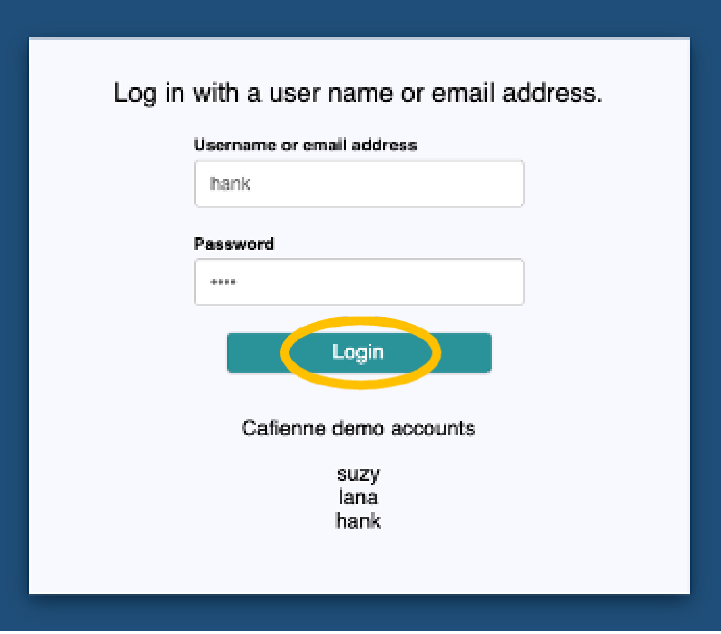 Log in with a user name or email address.
Username or email address
hank
Password
••••
Login
Cafienne demo accounts
suzy
lana
hank